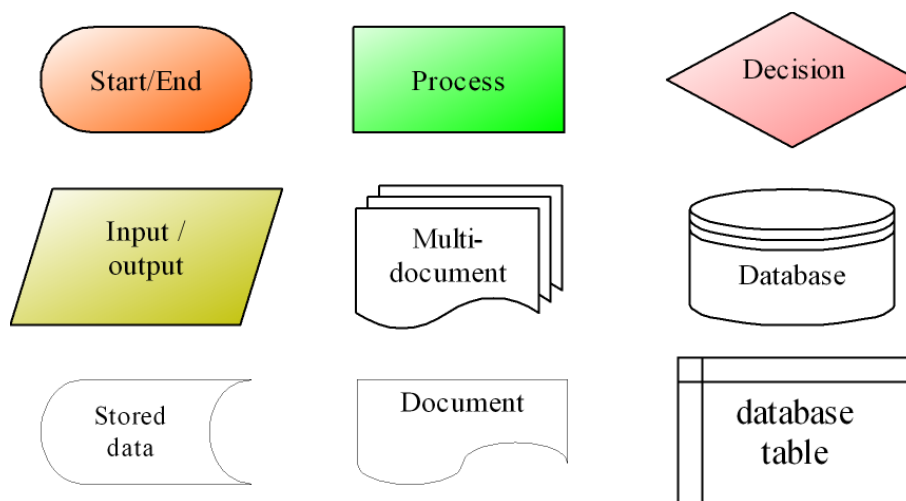 Start/End
Process
Decision
Input /
output
Multi-
document
Database
Stored
data
Document
database
table